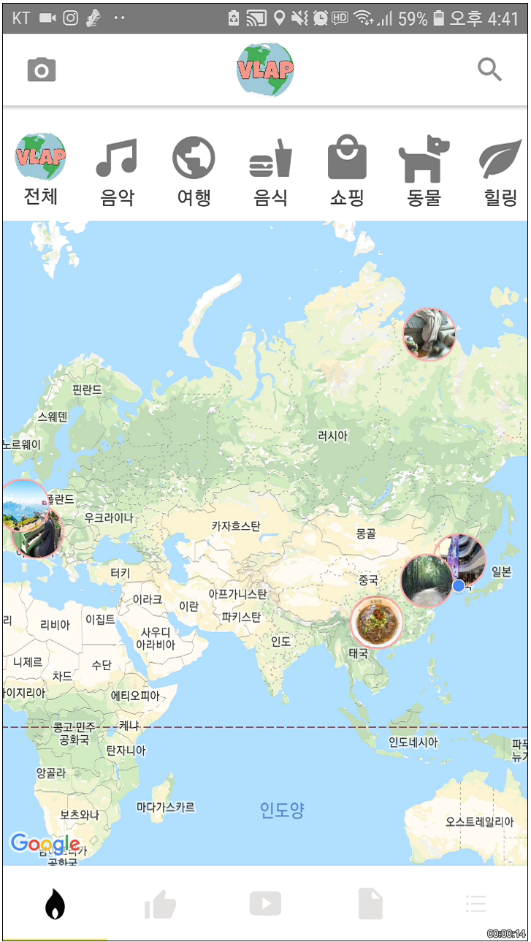 KT HD 59% 오후 4:41
VLAP
VLAP
전체 음악 여행 음식 쇼핑 동물 힐링
핀란드
스웨덴
노르웨이
러시아
폴란드
우크라이나
카자흐스탄
몽골
터키
중국
일본
이라크
이란
아프가니스탄
파키스탄
리비아
이집트
사우디
아라비아
인도
니제르
차드
수단
태국
나이지리아
에티오피아
콩고 민주
공화국
케냐
탄자니아
인도네시아
파푸
뉴기
앙골라
보츠와나
마다가스카르
인도양
오스트레일리아
Google
공화국
00:00:14